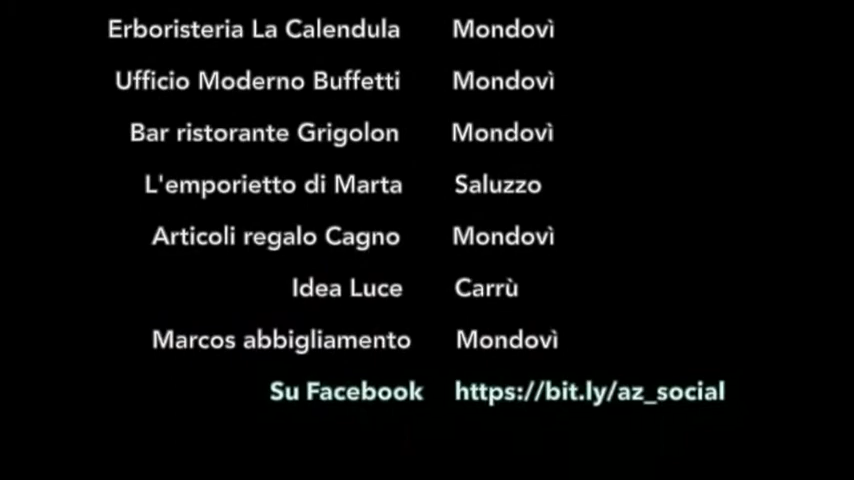 Erboristeria La Calendula Mondovì
Ufficio Moderno Buffetti Mondovì
Bar ristorante Grigolon Mondovì
L'emporietto di Marta Saluzzo
Articoli regalo Cagno Mondovì
Idea Luce Carrù
Marcos abbigliamento Mondovì
Su Facebook https://bit.ly/az_social